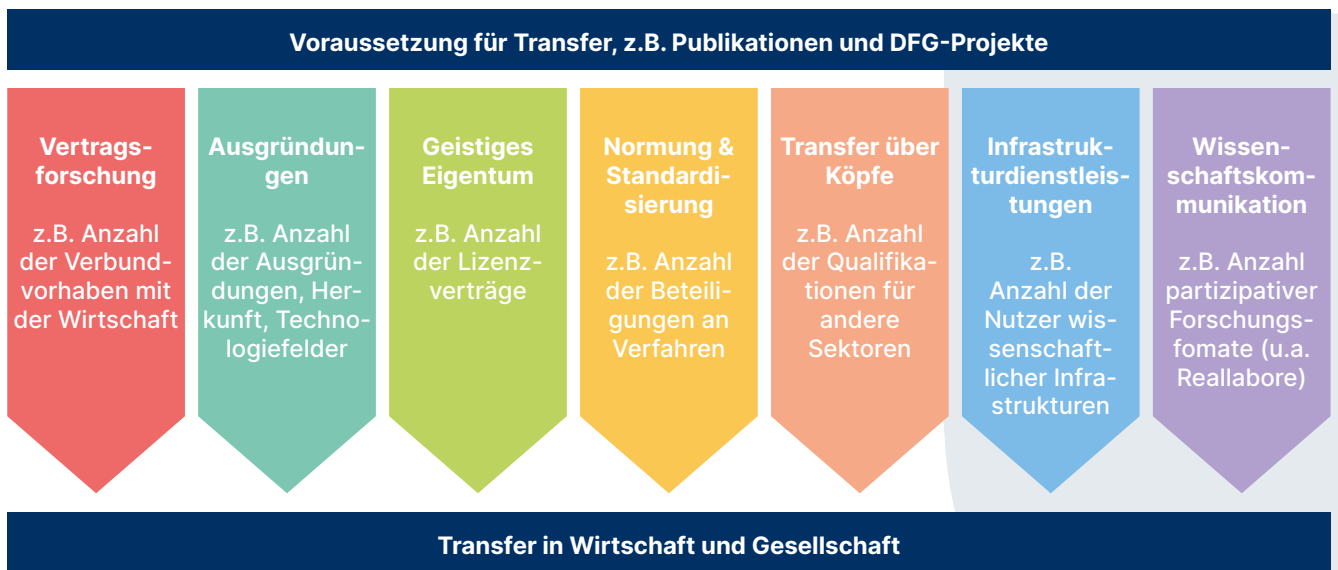 Voraussetzung für Transfer, z.B. Publikationen und DFG-Projekte
Vertrags-
forschung
z.B. Anzahl
der Verbund-
vorhaben mit
der Wirtschaft
Ausgründun-
gen
z.B. Anzahl
der Ausgrün-
dungen, Her-
kunft, Techno-
logiefelder
Geistiges
Eigentum
z.B. Anzahl
der Lizenz-
verträge
Normung &
Standardi-
sierung
z.B. Anzahl
der Beteili-
gungen an
Verfahren
Transfer über
Köpfe
z.B. Anzahl
der Qualifika-
tionen für
andere
Sektoren
Infrastruk-
turdienstleis-
tungen
z.B.
Anzahl der
Nutzer wis-
senschaft-
licher Infra-
strukturen
Wissen-
schaftskom-
munikation
z.B. Anzahl
partizipativer
Forschungs-
fomate (u.a.
Reallabore)
Transfer in Wirtschaft und Gesellschaft